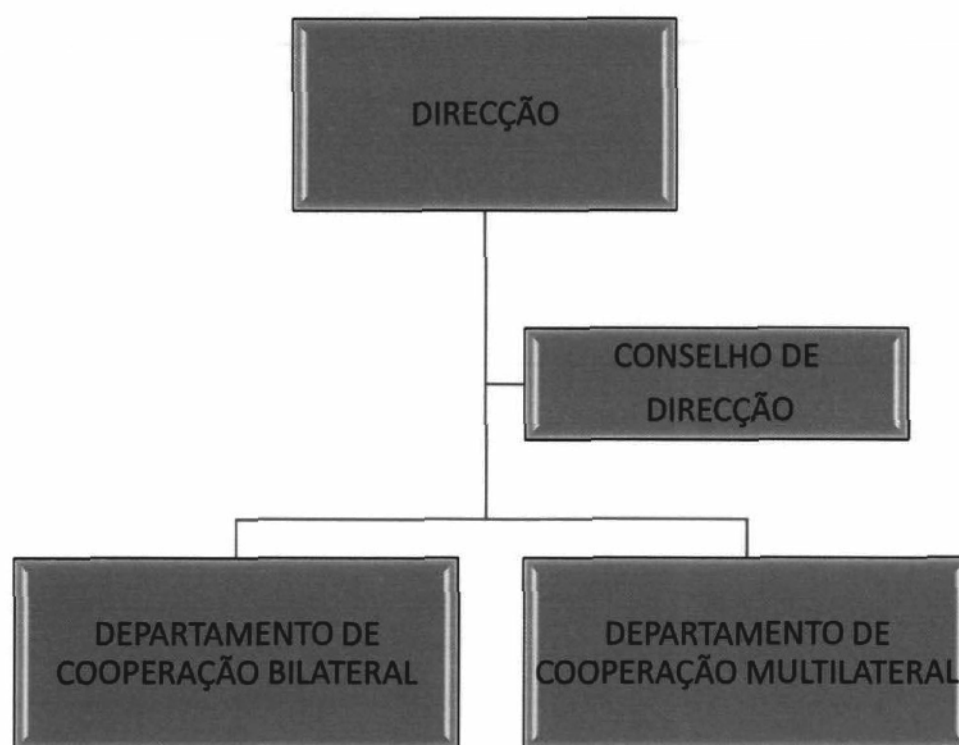 DIRECÇÃO
CONSELHO DE
DIRECÇÃO
DEPARTAMENTO DE
COOPERAÇÃO BILATERAL
DEPARTAMENTO DE
COOPERAÇÃO MULTILATERAL